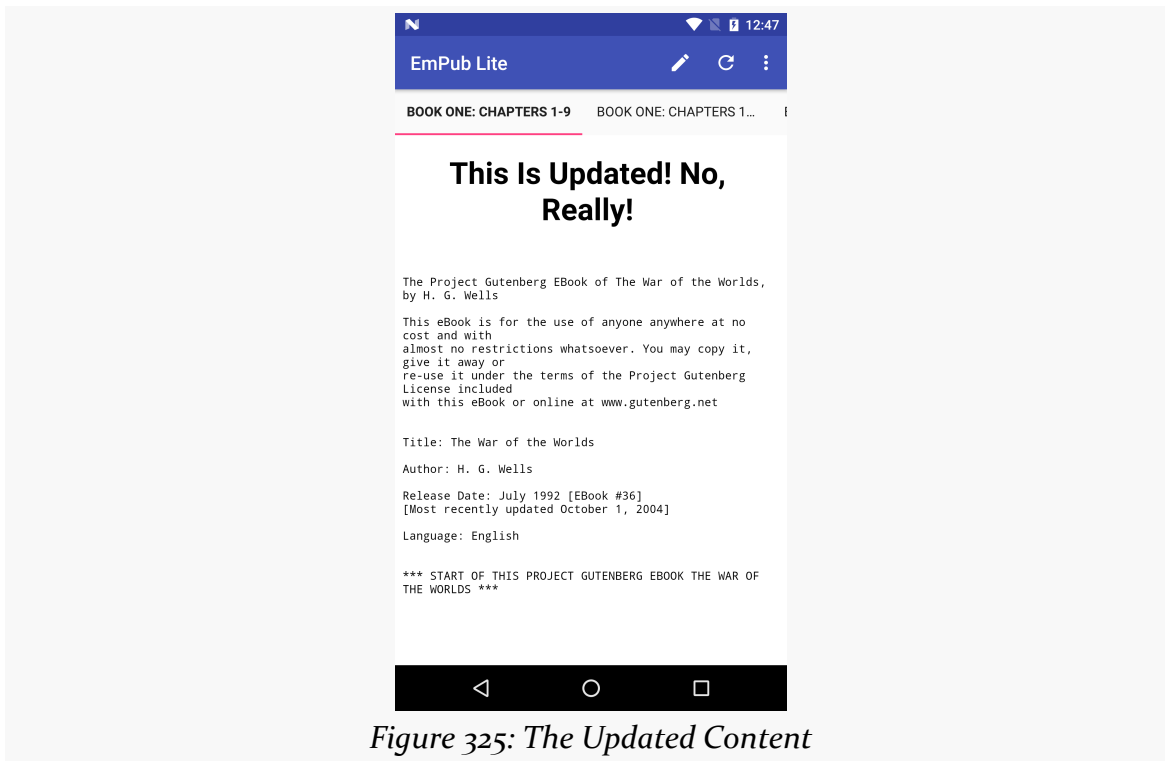 12:47
EmPub Lite
BOOK ONE: CHAPTERS 1-9
BOOK ONE: CHAPTERS 1...
This Is Updated! No,
Really!
The Project Gutenberg EBook of The War of the Worlds,
by H. G. Wells
This eBook is for the use of anyone anywhere at no
cost and with
almost no restrictions whatsoever. You may copy it,
give it away or
re-use it under the terms of the Project Gutenberg
License included
with this eBook or online at www.gutenberg.net
Title: The War of the Worlds
Author: H. G. Wells
Release Date: July 1992 [EBook #36]
[Most recently updated October 1, 2004]
Language: English
*** START OF THIS PROJECT GUTENBERG EBOOK THE WAR OF
THE WORLDS ***
Figure 325: The Updated Content